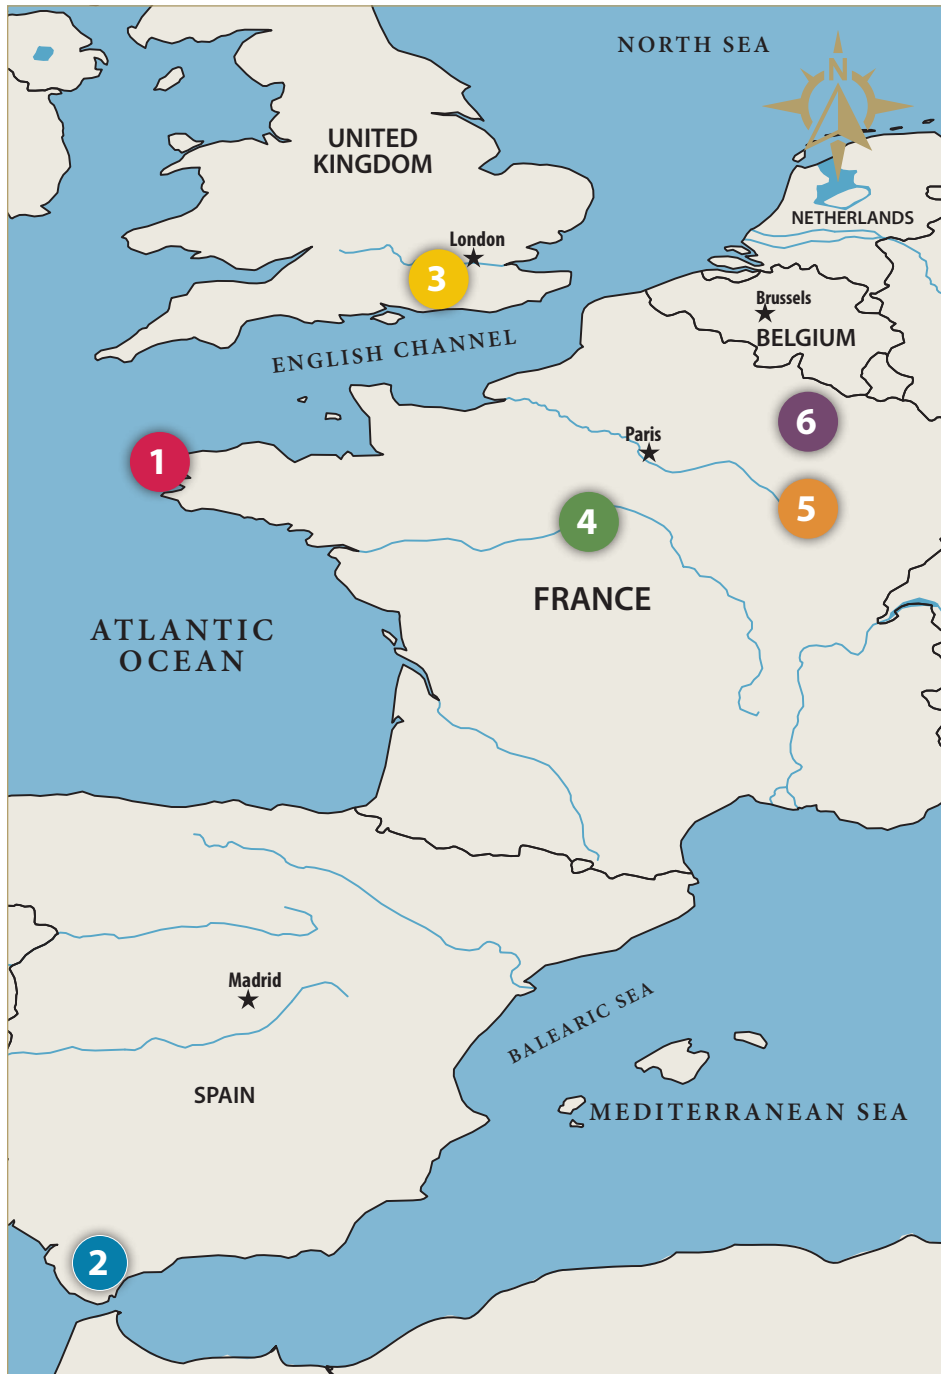 NORTH SEA
N
UNITED
KINGDOM
NETHERLANDS
London
3
Brussels
BELGIUM
ENGLISH CHANNEL
6
Paris
1
5
4
FRANCE
ATLANTIC
OCEAN
Madrid
BALEARIC SEA
SPAIN
MEDITERRANEAN SEA
2